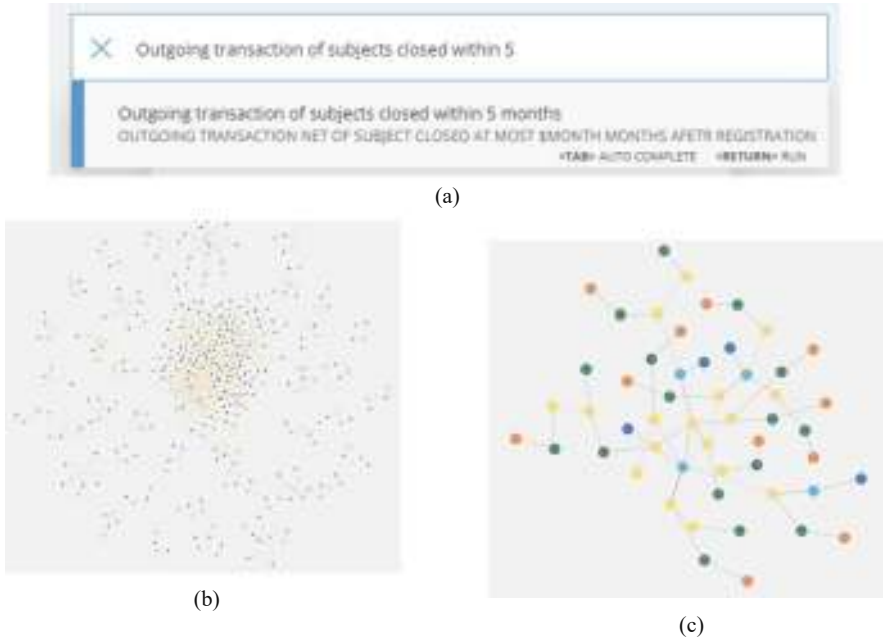 Outgoing transaction of subjects closed within 5
Outgoing transaction of subjects closed within 5 months
OUTGOING TRANSACTION NET OF SUBJECT CLOSED AT MOST $MONTH MONTHS AFETR REGISTRATION
<TAB> AUTO COMPLETE <RETURN> RUN
(a)
(b)
(c)